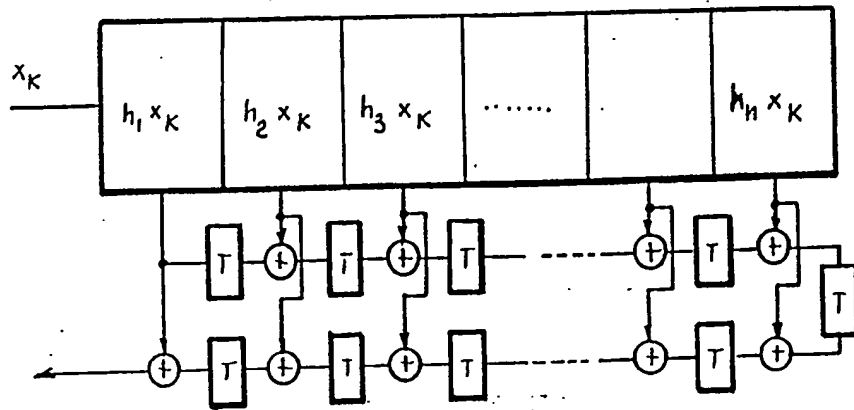 x_K
h_1 x_K h_2 x_K h_3 x_K ....... h_n x_K
T + T + T + T +
T
+ T + T + T + T +